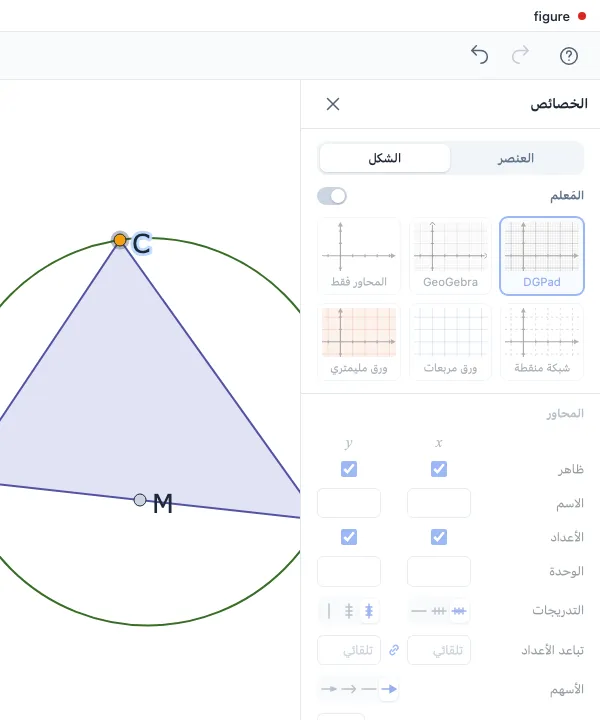 figure
الخصائص
العنصر
الشكل
المَعلم
DGPad
GeoGebra
المحاور فقط
شبكة منقطة
ورق مربعات
ورق مليمتري
المحاور
x
y
ظاهر
الاسم
الأعداد
الوحدة
التدريجات
تباعد الأعداد
تلقائي
تلقائي
الأسهم
C
M